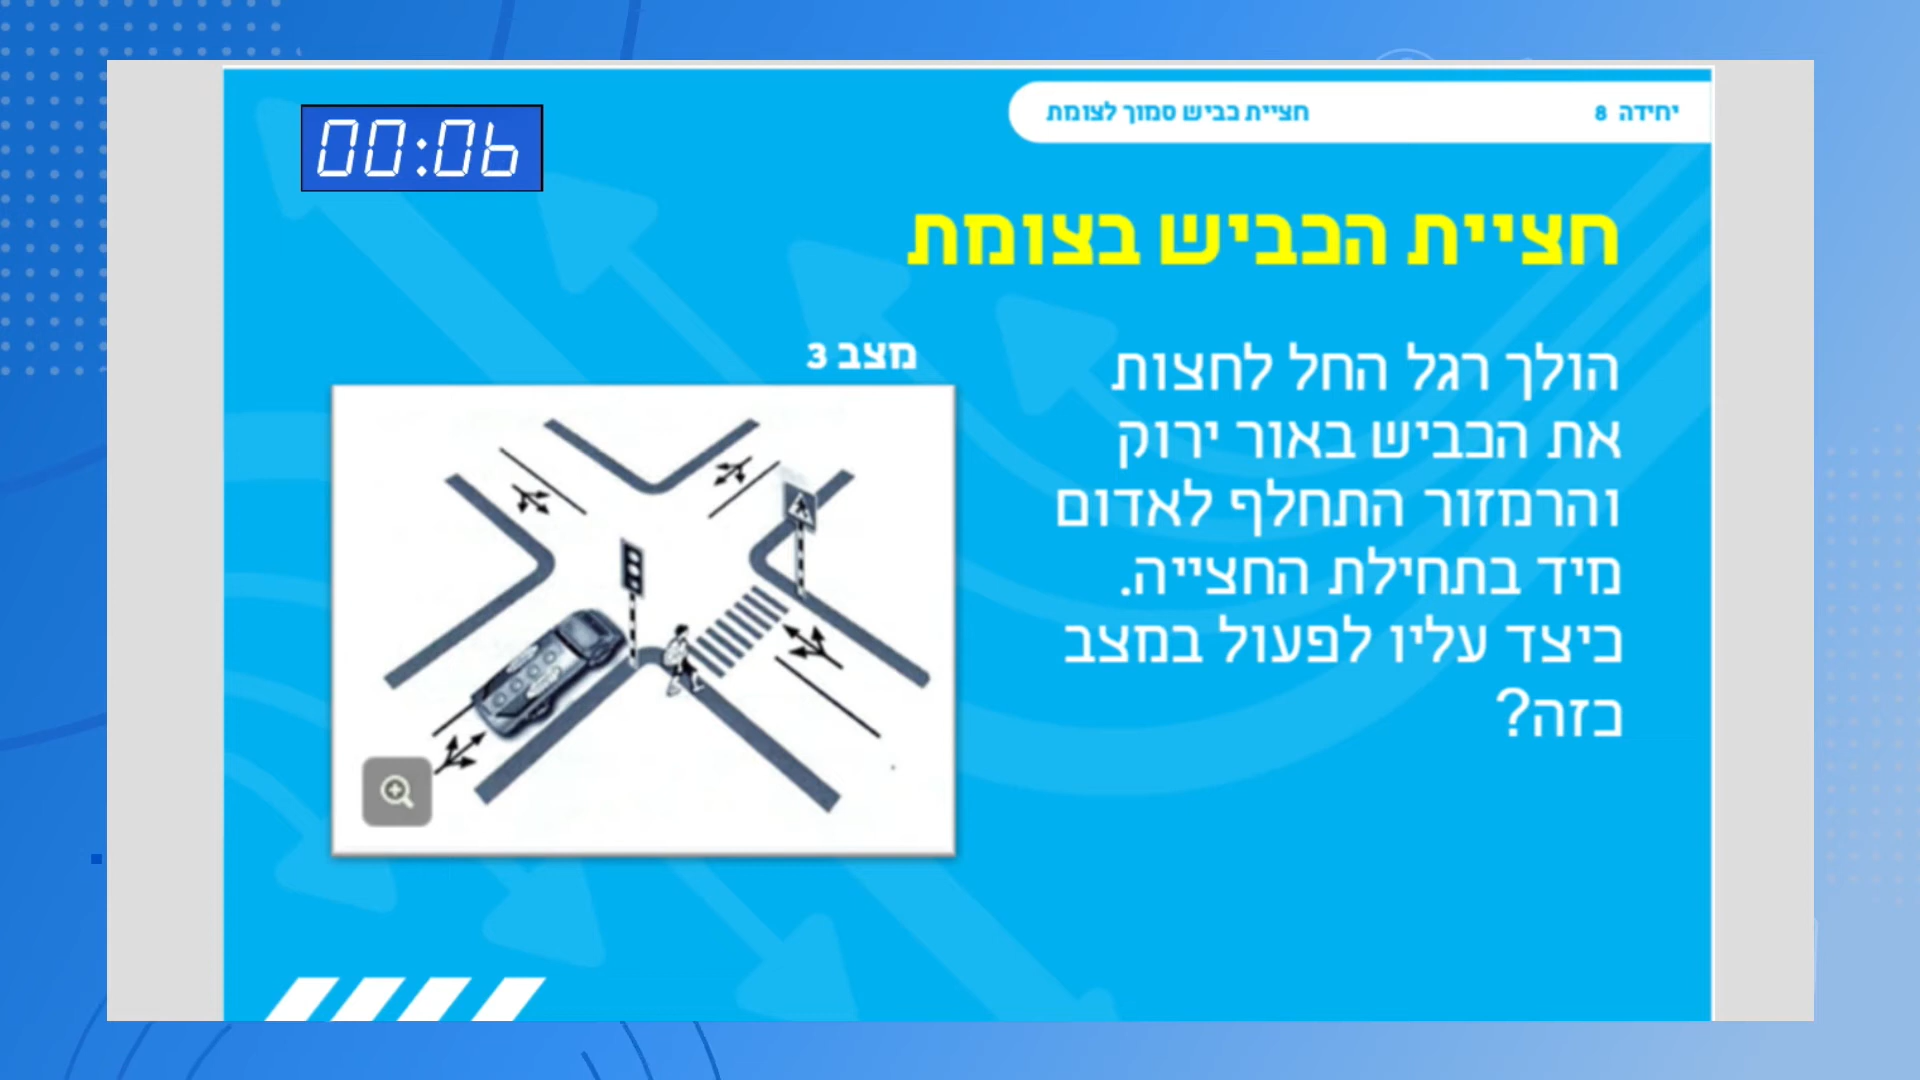 יחידה 8 חציית כביש סמוך לצומת
00:06
חציית הכביש בצומת
הולך רגל החל לחצות
את הכביש באור ירוק
והרמזור התחלף לאדום
מיד בתחילת החצייה.
כיצד עליו לפעול במצב
כזה?
מצב 3